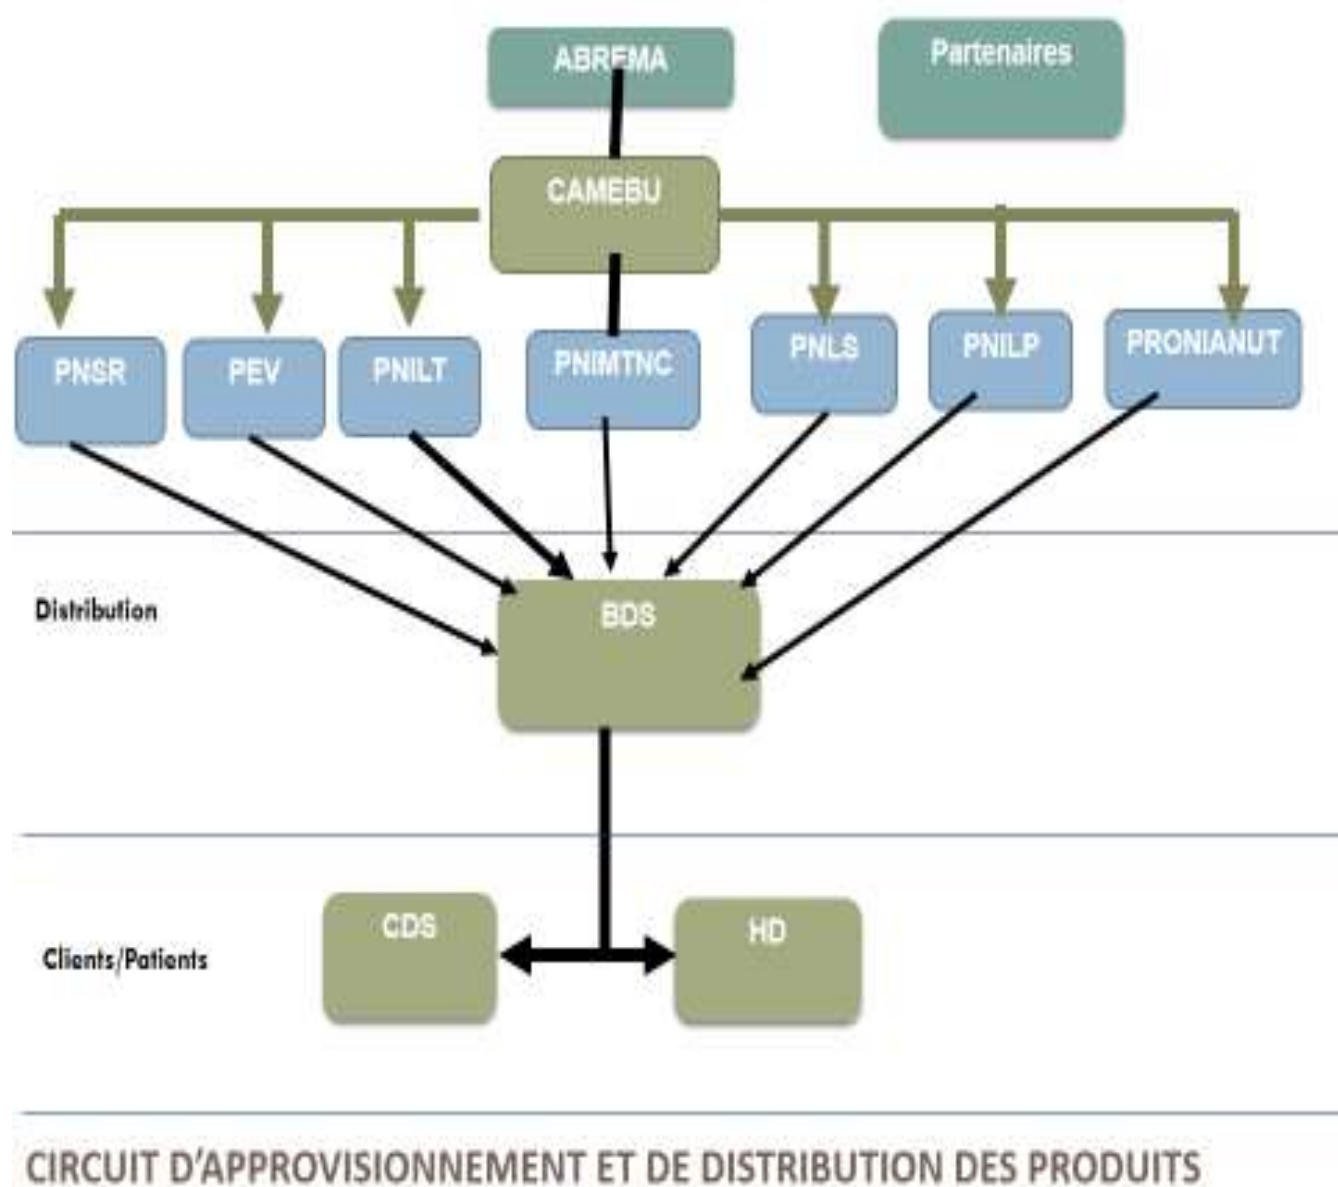 ABREMA
Partenaires
CAMEBU
PNSR
PEV
PNILT
PNIMTNC
PNLS
PNILP
PRONIANUT
Distribution
BDS
CDS
HD
Clients/Patients
CIRCUIT D'APPROVISIONNEMENT ET DE DISTRIBUTION DES PRODUITS